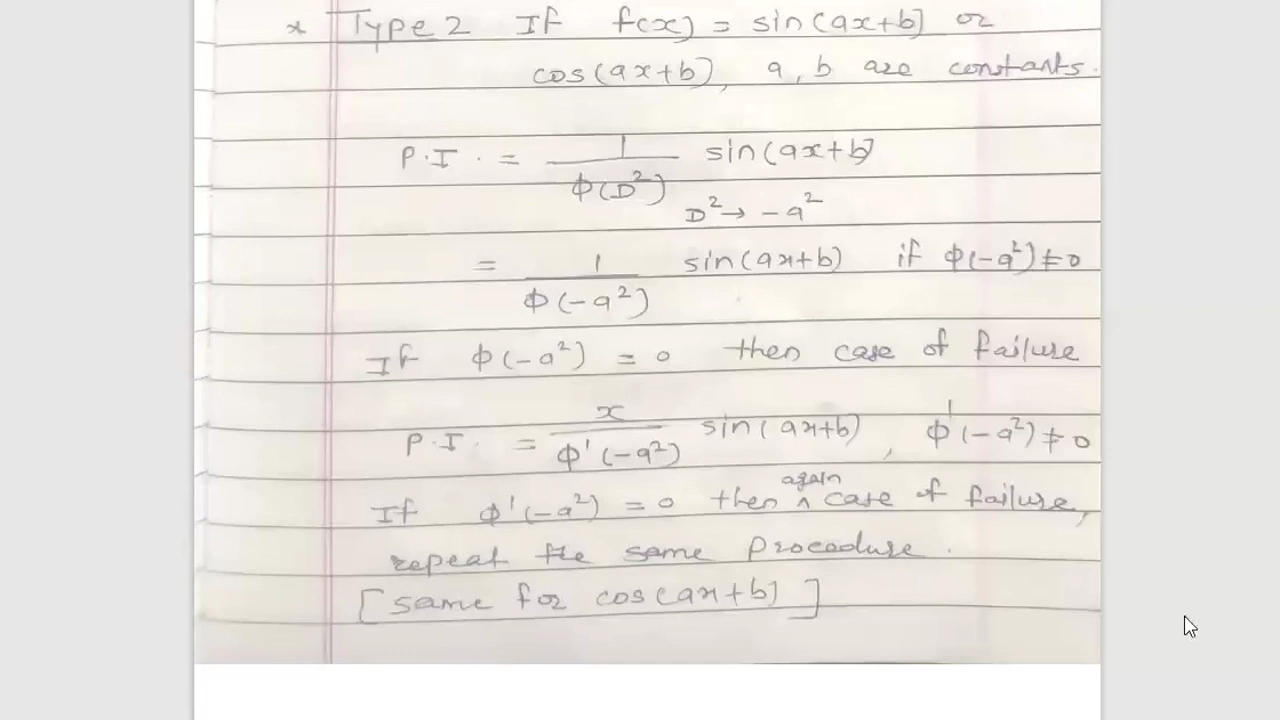 * Type 2 If f(x) = sin(ax+b) or
cos(ax+b), a, b are constants.
P.I. = 1/ϕ(D²) sin(ax+b)
D² → -a²
= 1/ϕ(-a²) sin(ax+b) if ϕ(-a²) ≠ 0
If ϕ(-a²) = 0 then case of failure
P.I. = x/ϕ'(-a²) sin(ax+b), ϕ'(-a²) ≠ 0
If ϕ'(-a²) = 0 then again case of failure,
repeat the same procedure.
[same for cos(ax+b)]